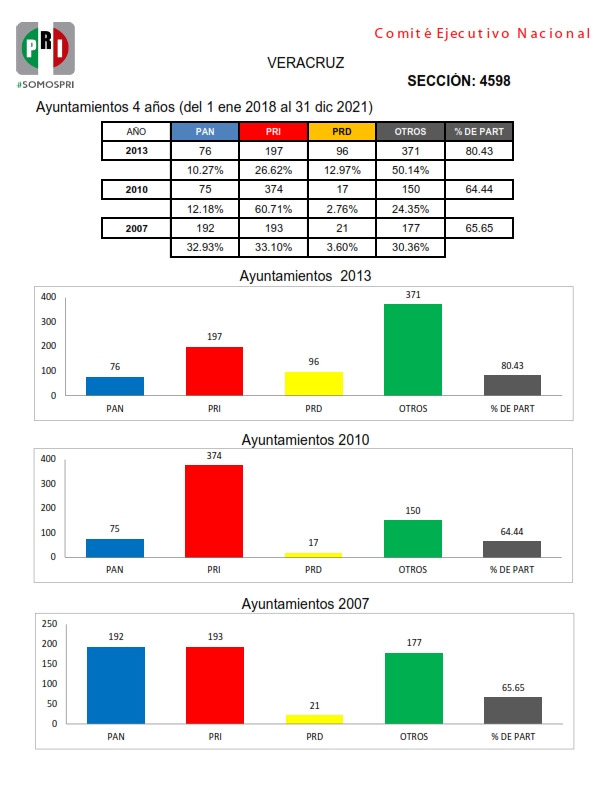 Comité Ejecutivo Nacional
PRI
#SOMOSPRI
VERACRUZ
SECCIÓN: 4598
Ayuntamientos 4 años (del 1 ene 2018 al 31 dic 2021)
AÑO PAN PRI PRD OTROS % DE PART
2013 76 197 96 371 80.43
10.27% 26.62% 12.97% 50.14%
2010 75 374 17 150 64.44
12.18% 60.71% 2.76% 24.35%
2007 192 193 21 177 65.65
32.93% 33.10% 3.60% 30.36%
Ayuntamientos 2013
400
300
200
100
0
76 197 96 371 80.43
PAN PRI PRD OTROS % DE PART
Ayuntamientos 2010
400
300
200
100
0
75 374 17 150 64.44
PAN PRI PRD OTROS % DE PART
Ayuntamientos 2007
250
200
150
100
50
0
192 193 21 177 65.65
PAN PRI PRD OTROS % DE PART